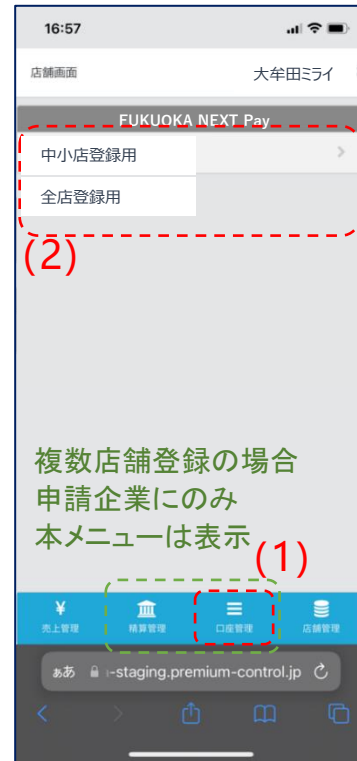 16:57
店舗画面
大牟田ミライ
FUKUOKA NEXT Pay
中小店登録用
全店登録用
(2)
複数店舗登録の場合
申請企業にのみ
本メニューは表示
(1)
売上管理
精算管理
口座管理
店舗管理
ぁあ
-staging.premium-control.jp